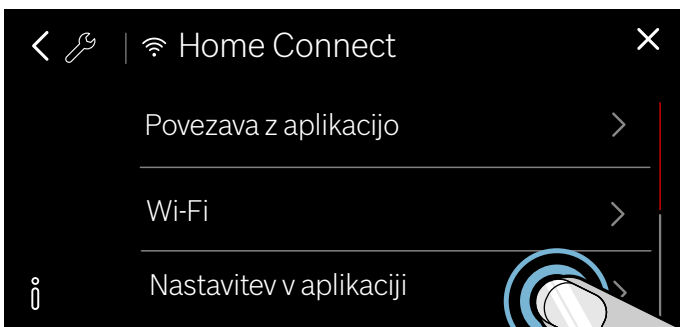 Home Connect
Povezava z aplikacijo
Wi-Fi
Nastavitev v aplikaciji